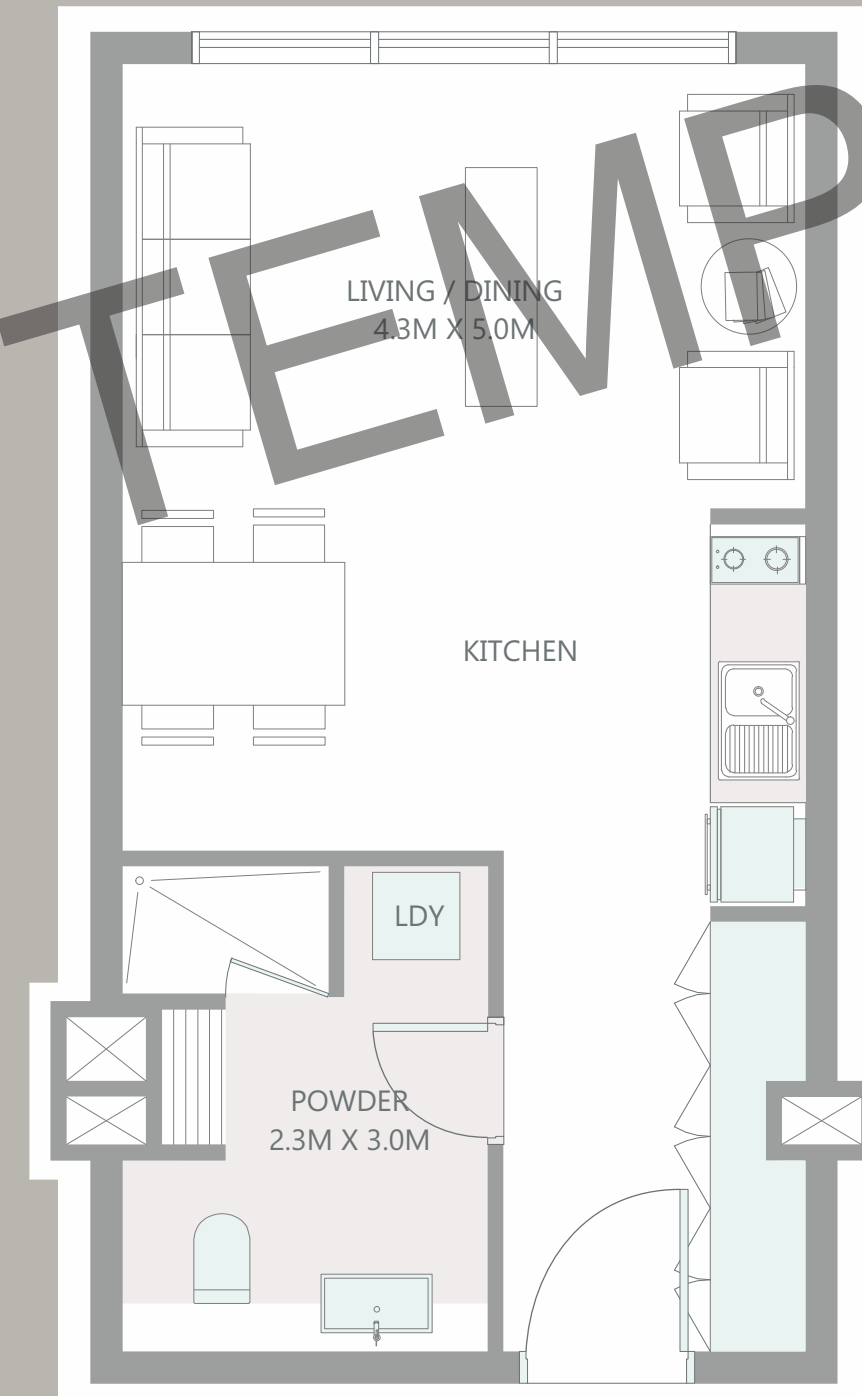 TEMP
LIVING / DINING
4.3M X 5.0M
KITCHEN
LDY
POWDER
2.3M X 3.0M